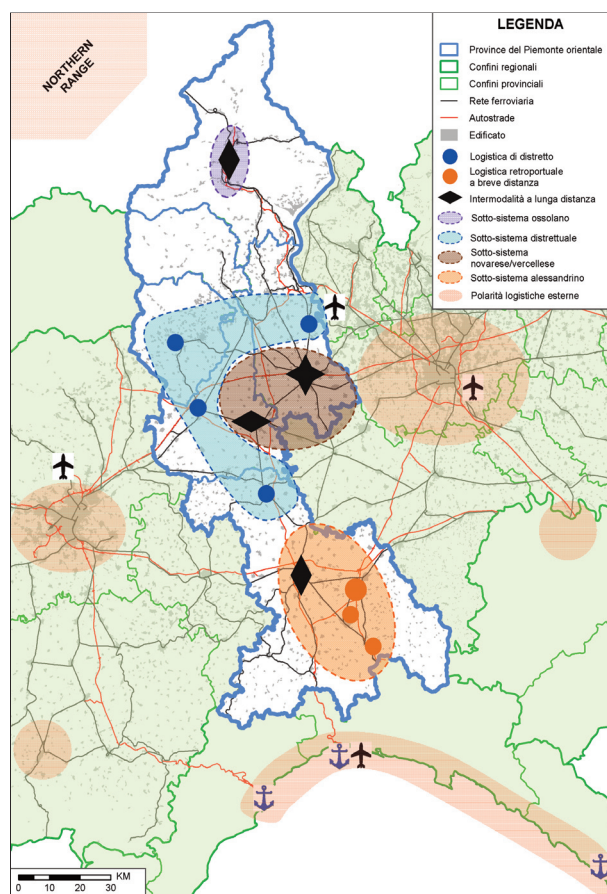 NORTHERN
RANGE
LEGENDA
Province del Piemonte orientale
Confini regionali
Confini provinciali
Rete ferroviaria
Autostrade
Edificato
Logistica di distretto
Logistica retroportuale
a breve distanza
Intermodalità a lunga distanza
Sotto-sistema ossolano
Sotto-sistema distrettuale
Sotto-sistema
novarese/vercellese
Sotto-sistema alessandrino
Polarità logistiche esterne
KM
0 5 10 20 30